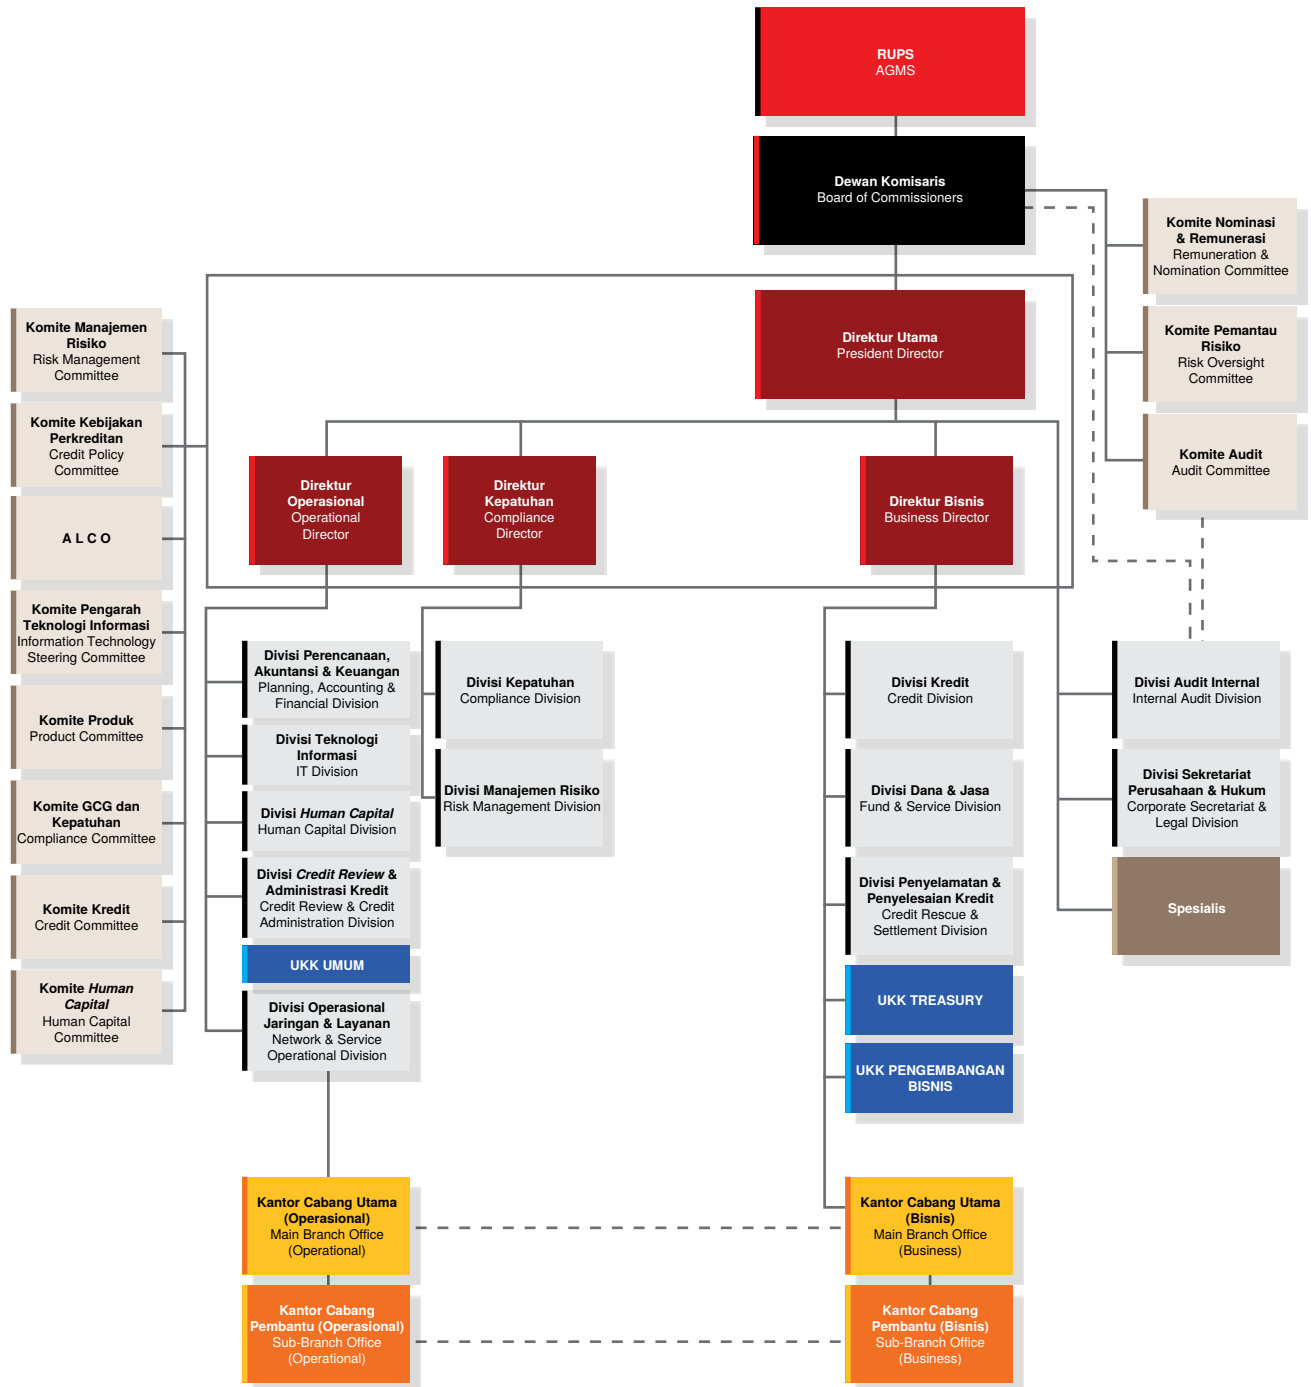 RUPS
AGMS
Dewan Komisaris
Board of Commissioners
Komite Nominasi
& Remunerasi
Remuneration &
Nomination Committee
Komite Pemantau
Risiko
Risk Oversight
Committee
Komite Audit
Audit Committee
Direktur Utama
President Director
Komite Manajemen
Risiko
Risk Management
Committee
Komite Kebijakan
Perkreditan
Credit Policy
Committee
A L C O
Komite Pengarah
Teknologi Informasi
Information Technology
Steering Committee
Komite Produk
Product Committee
Komite GCG dan
Kepatuhan
Compliance Committee
Komite Kredit
Credit Committee
Komite Human
Capital
Human Capital
Committee
Direktur
Operasional
Operational
Director
Direktur
Kepatuhan
Compliance
Director
Direktur Bisnis
Business Director
Divisi Perencanaan,
Akuntansi & Keuangan
Planning, Accounting &
Financial Division
Divisi Teknologi
Informasi
IT Division
Divisi Human Capital
Human Capital Division
Divisi Credit Review &
Administrasi Kredit
Credit Review & Credit
Administration Division
UKK UMUM
Divisi Operasional
Jaringan & Layanan
Network & Service
Operational Division
Divisi Kepatuhan
Compliance Division
Divisi Manajemen Risiko
Risk Management Division
Divisi Kredit
Credit Division
Divisi Dana & Jasa
Fund & Service Division
Divisi Penyelamatan &
Penyelesaian Kredit
Credit Rescue &
Settlement Division
UKK TREASURY
UKK PENGEMBANGAN
BISNIS
Divisi Audit Internal
Internal Audit Division
Divisi Sekretariat
Perusahaan & Hukum
Corporate Secretariat &
Legal Division
Spesialis
Kantor Cabang Utama
(Operasional)
Main Branch Office
(Operational)
Kantor Cabang Utama
(Bisnis)
Main Branch Office
(Business)
Kantor Cabang
Pembantu (Operasional)
Sub-Branch Office
(Operational)
Kantor Cabang
Pembantu (Bisnis)
Sub-Branch Office
(Business)